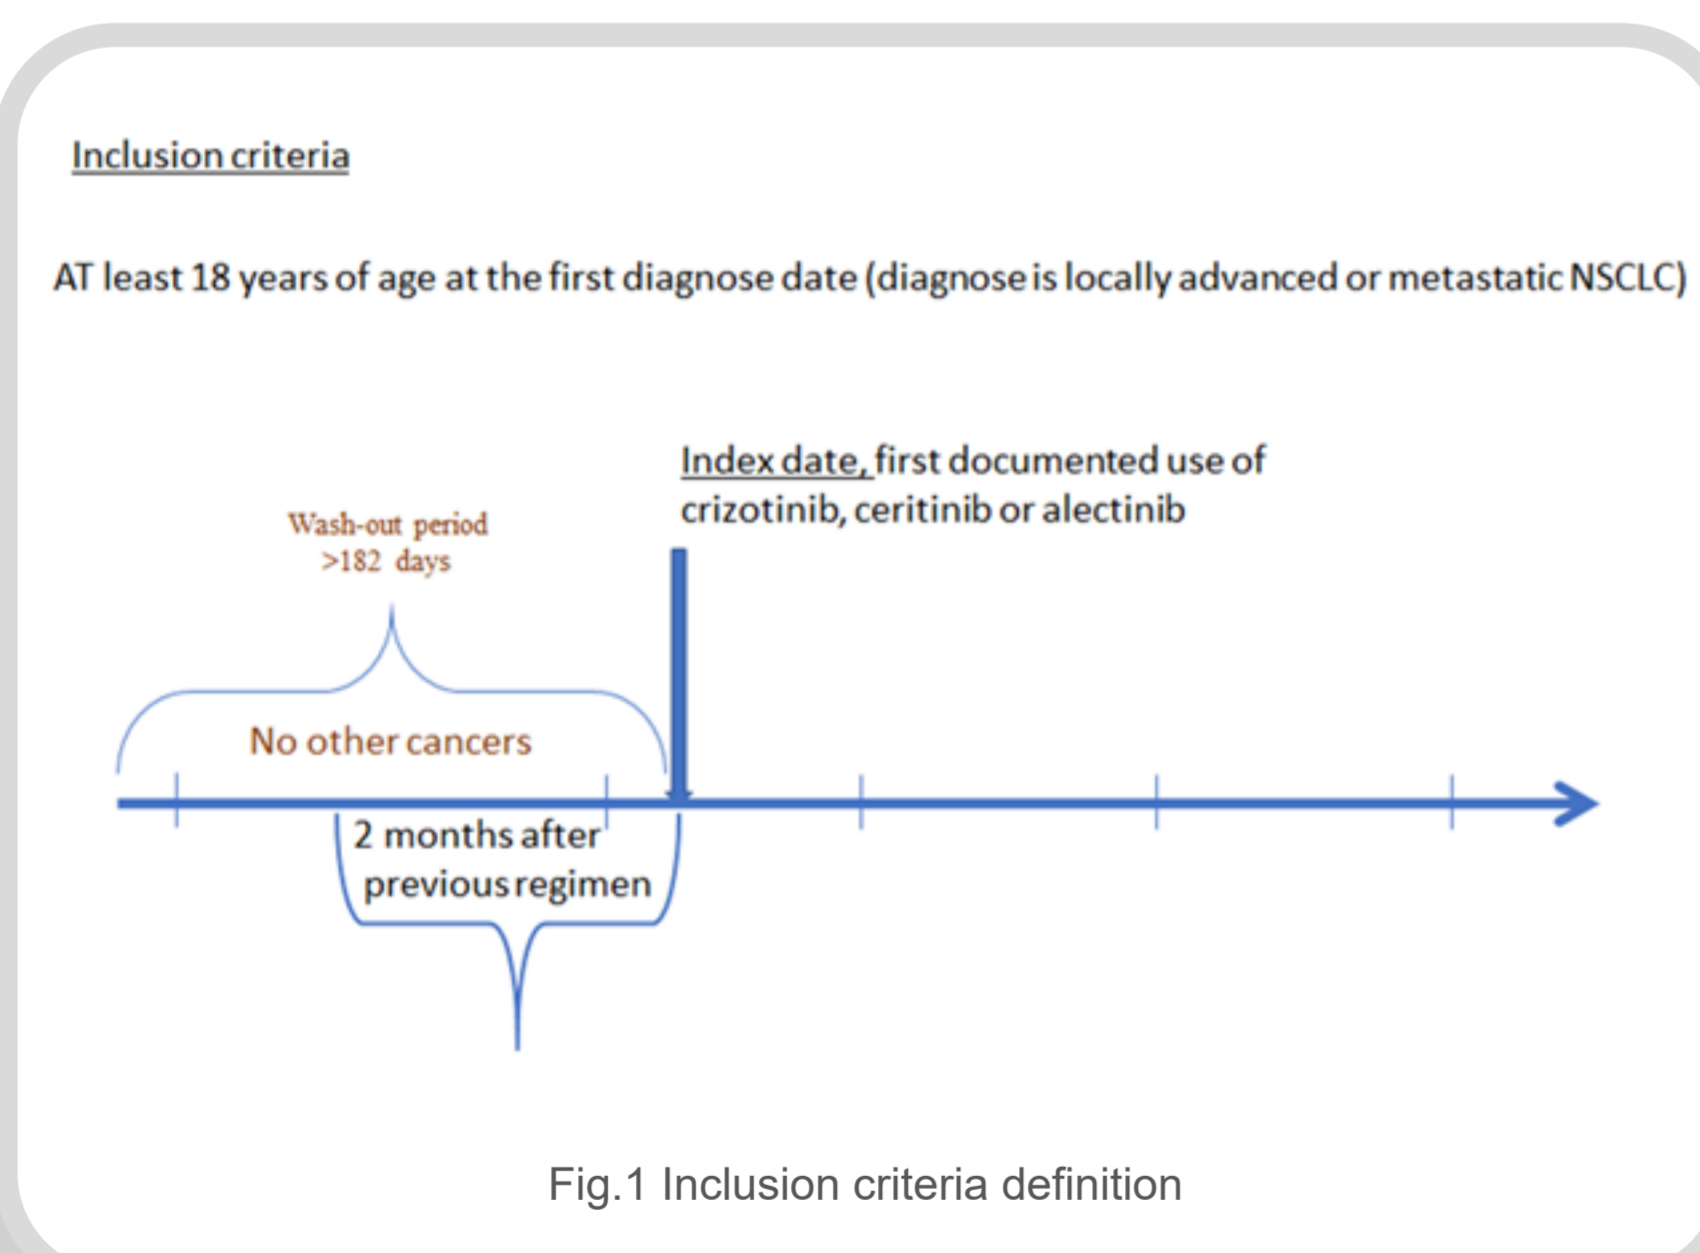 Inclusion criteria
AT least 18 years of age at the first diagnose date (diagnose is locally advanced or metastatic NSCLC)
Index date, first documented use of
crizotinib, ceritinib or alectinib
Wash-out period
>182 days
No other cancers
2 months after
previous regimen
Fig.1 Inclusion criteria definition